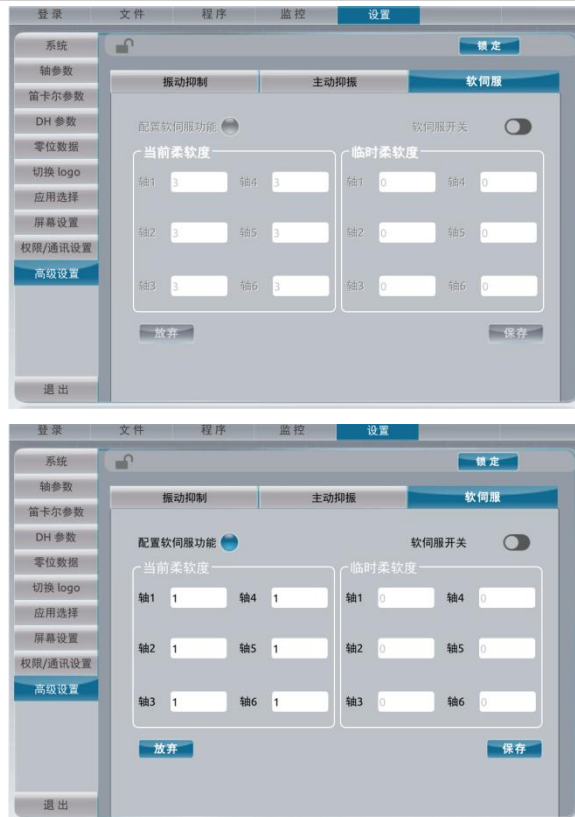 登录 文件 程序 监控 设置
系统 锁定
轴参数 振动抑制 主动抑振 软伺服
笛卡尔参数
DH 参数 配置软伺服功能 软伺服开关
零位数据 当前柔软度 临时柔软度
切换 logo 轴1 3 轴4 3 轴1 0 轴4 0
应用选择
屏幕设置 轴2 3 轴5 3 轴2 0 轴5 0
权限/通讯设置
高级设置 轴3 3 轴6 3 轴3 0 轴6 0
放弃 保存
退出
登录 文件 程序 监控 设置
系统 锁定
轴参数 振动抑制 主动抑振 软伺服
笛卡尔参数
DH 参数 配置软伺服功能 软伺服开关
零位数据 当前柔软度 临时柔软度
切换 logo 轴1 1 轴4 1 轴1 0 轴4 0
应用选择
屏幕设置 轴2 1 轴5 1 轴2 0 轴5 0
权限/通讯设置
高级设置 轴3 1 轴6 1 轴3 0 轴6 0
放弃 保存
退出